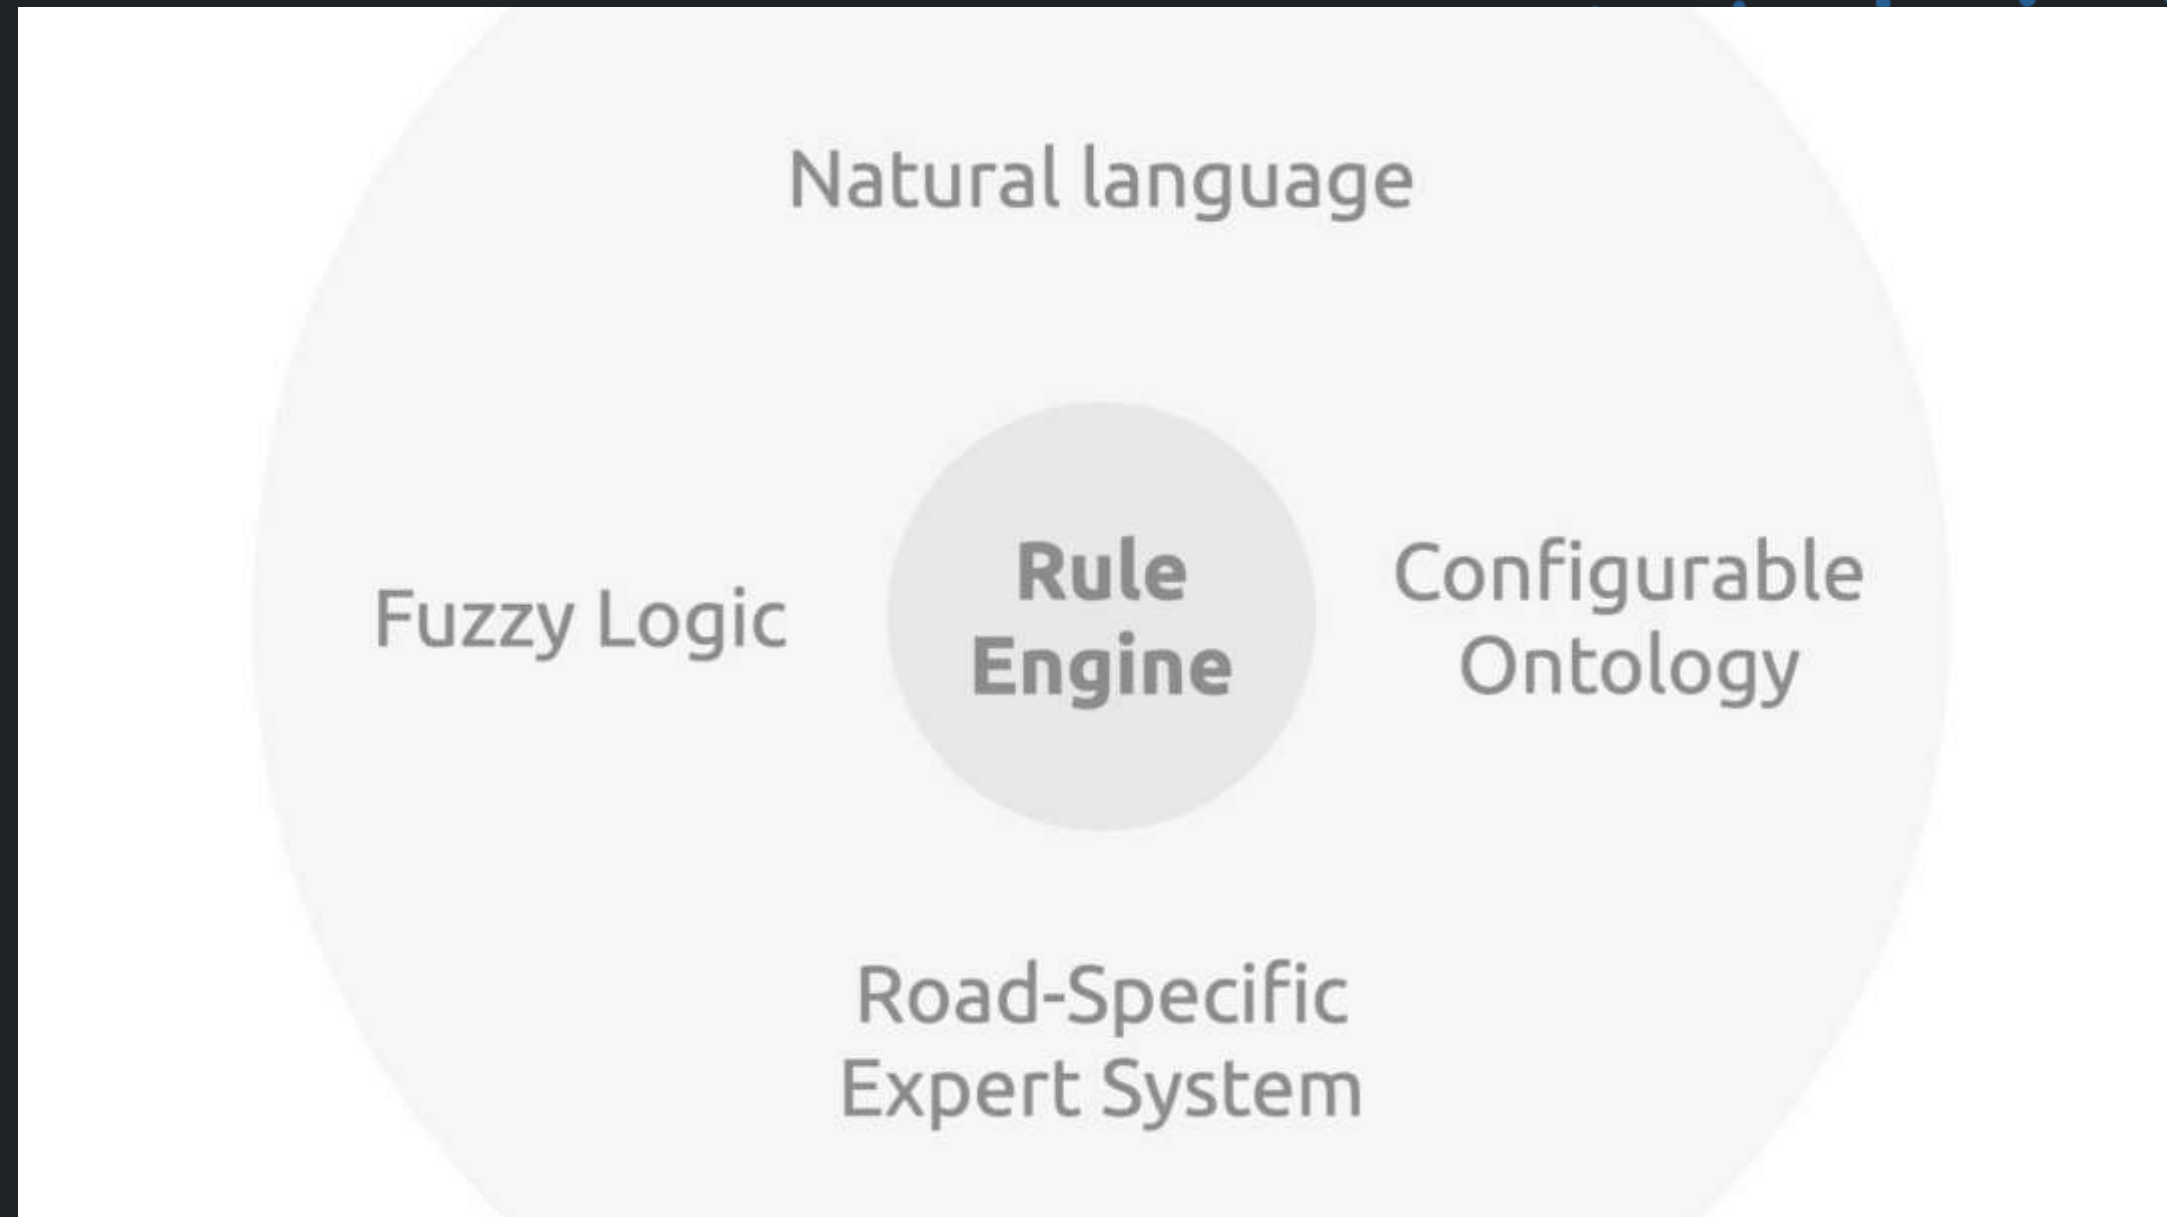 Natural language
Fuzzy Logic
Rule
Engine
Configurable
Ontology
Road-Specific
Expert System